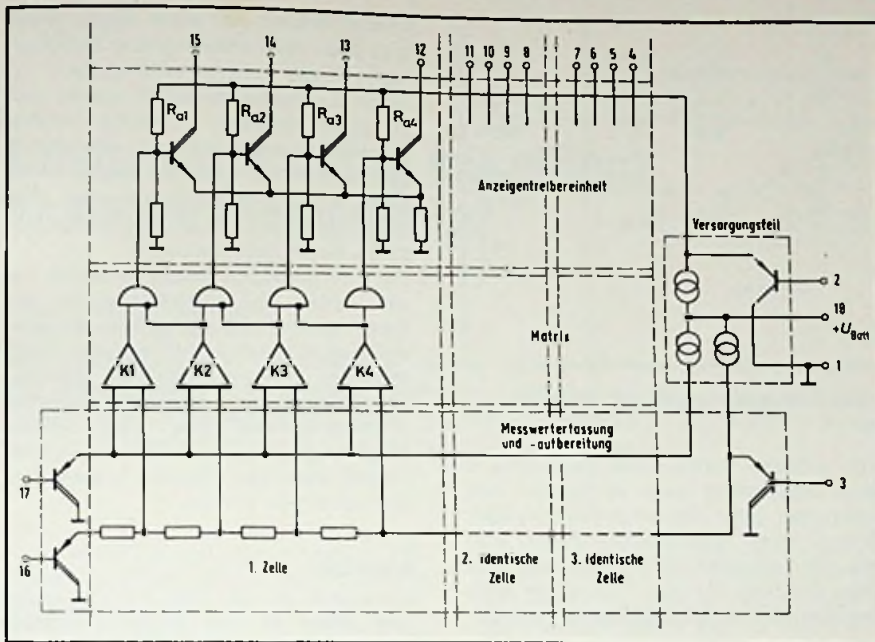 15 14 13 12 11 10 9 8 7 6 5 4
Ra1 Ra2 Ra3 Ra4
Anzeigentreibereinheit
Versorgungsteil
2
18
+UBatt
1
Matrix
K1 K2 K3 K4
Messwerterfassung
und -aufbereitung
17
3
16
1. Zelle
2. Identische
Zelle
3. Identische
Zelle